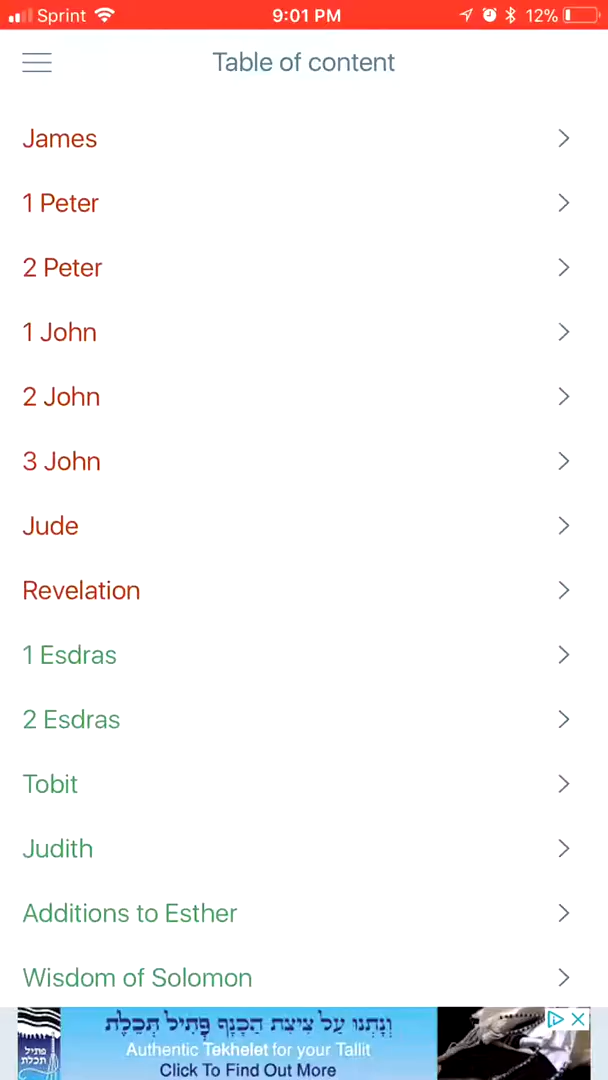 Sprint 9:01 PM 12%
Table of content
James
1 Peter
2 Peter
1 John
2 John
3 John
Jude
Revelation
1 Esdras
2 Esdras
Tobit
Judith
Additions to Esther
Wisdom of Solomon
וְנָתְנוּ עַל צִיצִת הַכָּנָף פְּתִיל תְּכֵלֶת
Authentic Tekhelet for your Tallit
Click To Find Out More
פתיל
תכלת